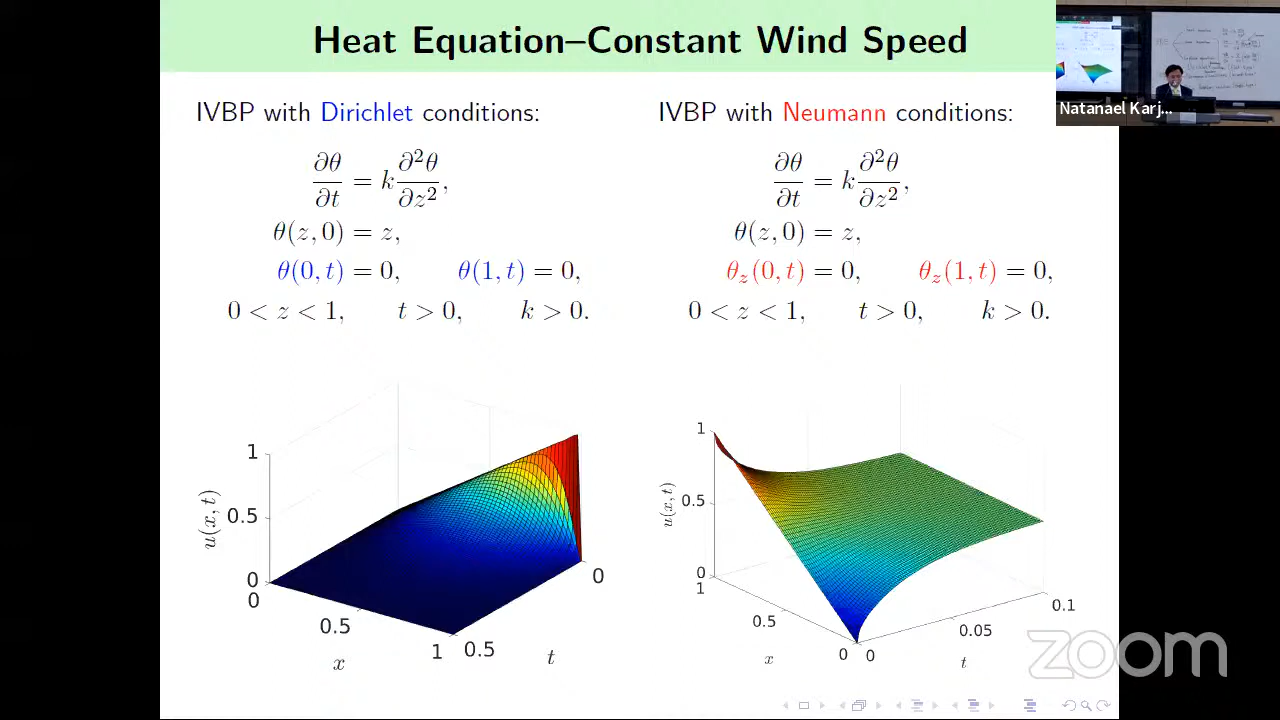 Heat Equation–Constant Wind Speed
Natanael Karj...
IVBP with Dirichlet conditions:
∂θ/∂t = k ∂²θ/∂z²,
θ(z, 0) = z,
θ(0, t) = 0, θ(1, t) = 0,
0 < z < 1, t > 0, k > 0.
IVBP with Neumann conditions:
∂θ/∂t = k ∂²θ/∂z²,
θ(z, 0) = z,
θ_z(0, t) = 0, θ_z(1, t) = 0,
0 < z < 1, t > 0, k > 0.
u(x, t)
1
0.5
0
0
0.5
1
x
0.5
0
t
u(x, t)
1
0.5
0
1
0.5
0
x
0
0.05
0.1
t
zoom